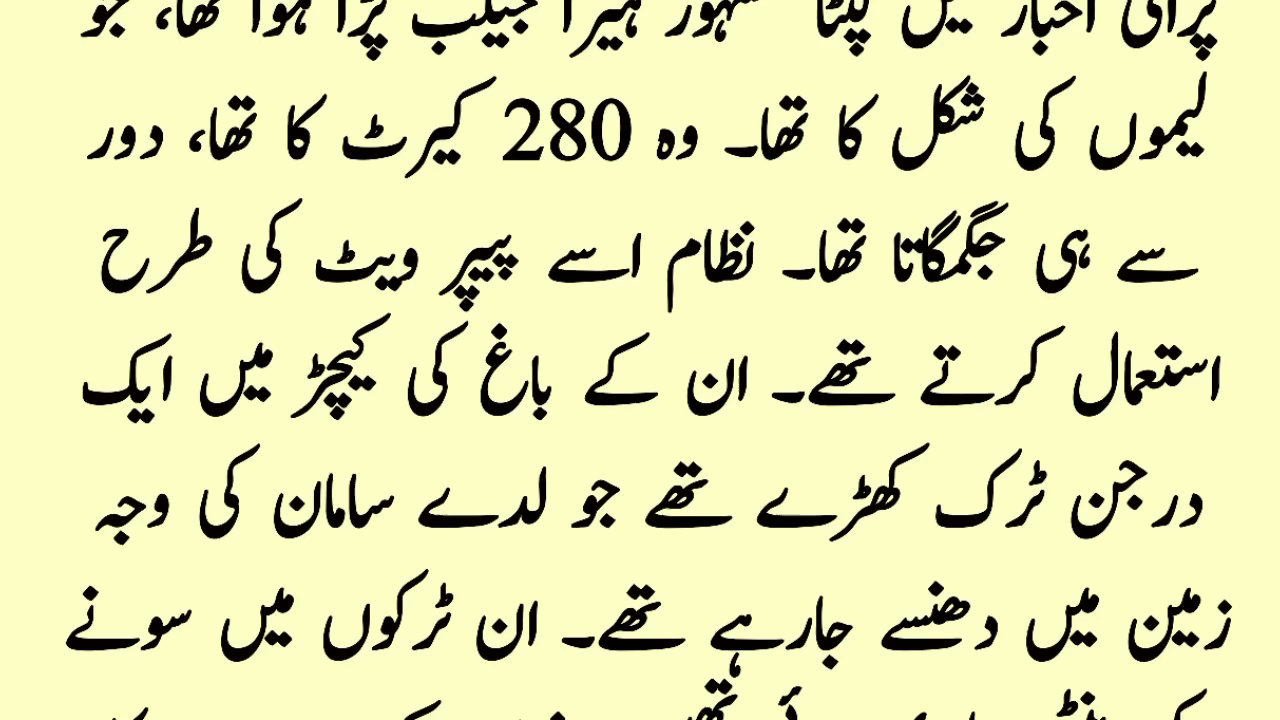 پرانی اخبار میں لپٹا مشہور ہیرا جیکب پڑا ہوا تھا، جو
لیموں کی شکل کا تھا۔ وہ 280 کیرٹ کا تھا، دور
سے ہی جگمگاتا تھا۔ نظام اسے پیپر ویٹ کی طرح
استعمال کرتے تھے۔ ان کے باغ کی کیچڑ میں ایک
درجن ٹرک کھڑے تھے جو لدے سامان کی وجہ
زمین میں دھنسے جارہے تھے۔ ان ٹرکوں میں سونے